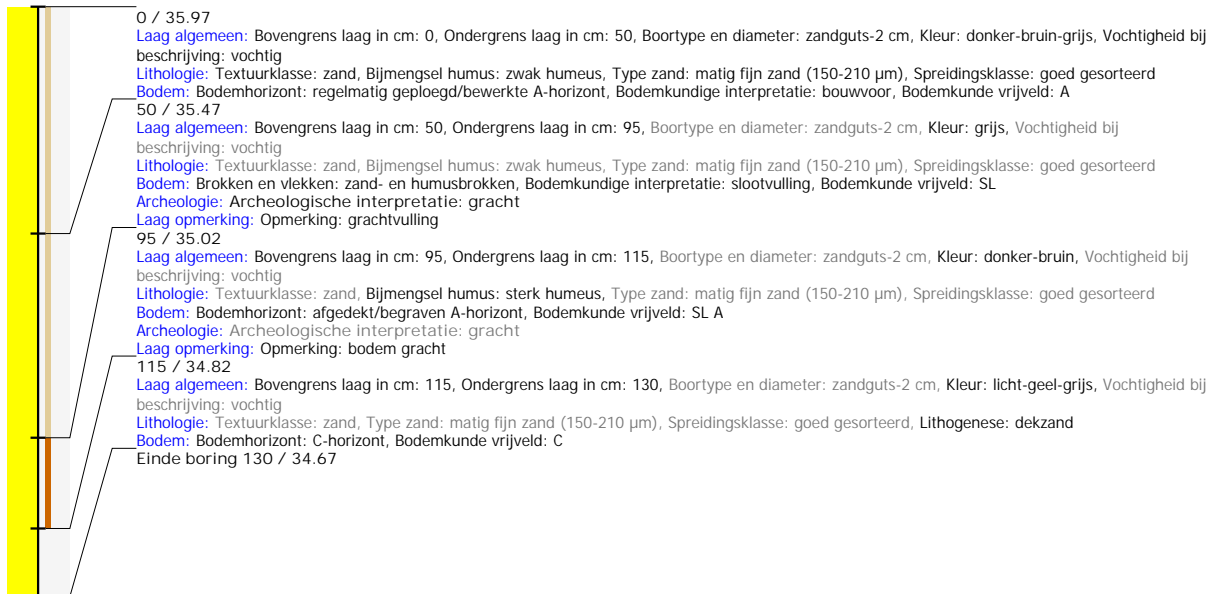 0 / 35.97
Laag algemeen: Bovengrens laag in cm: 0, Ondergrens laag in cm: 50, Boortype en diameter: zandguts-2 cm, Kleur: donker-bruin-grijs, Vochtigheid bij
beschrijving: vochtig
Lithologie: Textuurklasse: zand, Bijmengsel humus: zwak humeus, Type zand: matig fijn zand (150-210 µm), Spreidingsklasse: goed gesorteerd
Bodem: Bodemhorizont: regelmatig geploegd/bewerkte A-horizont, Bodemkundige interpretatie: bouwvoor, Bodemkunde vrijveld: A
50 / 35.47
Laag algemeen: Bovengrens laag in cm: 50, Ondergrens laag in cm: 95, Boortype en diameter: zandguts-2 cm, Kleur: grijs, Vochtigheid bij
beschrijving: vochtig
Lithologie: Textuurklasse: zand, Bijmengsel humus: zwak humeus, Type zand: matig fijn zand (150-210 µm), Spreidingsklasse: goed gesorteerd
Bodem: Brokken en vlekken: zand- en humusbrokken, Bodemkundige interpretatie: slootvulling, Bodemkunde vrijveld: SL
Archeologie: Archeologische interpretatie: gracht
Laag opmerking: Opmerking: grachtvulling
95 / 35.02
Laag algemeen: Bovengrens laag in cm: 95, Ondergrens laag in cm: 115, Boortype en diameter: zandguts-2 cm, Kleur: donker-bruin, Vochtigheid bij
beschrijving: vochtig
Lithologie: Textuurklasse: zand, Bijmengsel humus: sterk humeus, Type zand: matig fijn zand (150-210 µm), Spreidingsklasse: goed gesorteerd
Bodem: Bodemhorizont: afgedekt/begraven A-horizont, Bodemkunde vrijveld: SL A
Archeologie: Archeologische interpretatie: gracht
Laag opmerking: Opmerking: bodem gracht
115 / 34.82
Laag algemeen: Bovengrens laag in cm: 115, Ondergrens laag in cm: 130, Boortype en diameter: zandguts-2 cm, Kleur: licht-geel-grijs, Vochtigheid bij
beschrijving: vochtig
Lithologie: Textuurklasse: zand, Type zand: matig fijn zand (150-210 µm), Spreidingsklasse: goed gesorteerd, Lithogenese: dekzand
Bodem: Bodemhorizont: C-horizont, Bodemkunde vrijveld: C
Einde boring 130 / 34.67